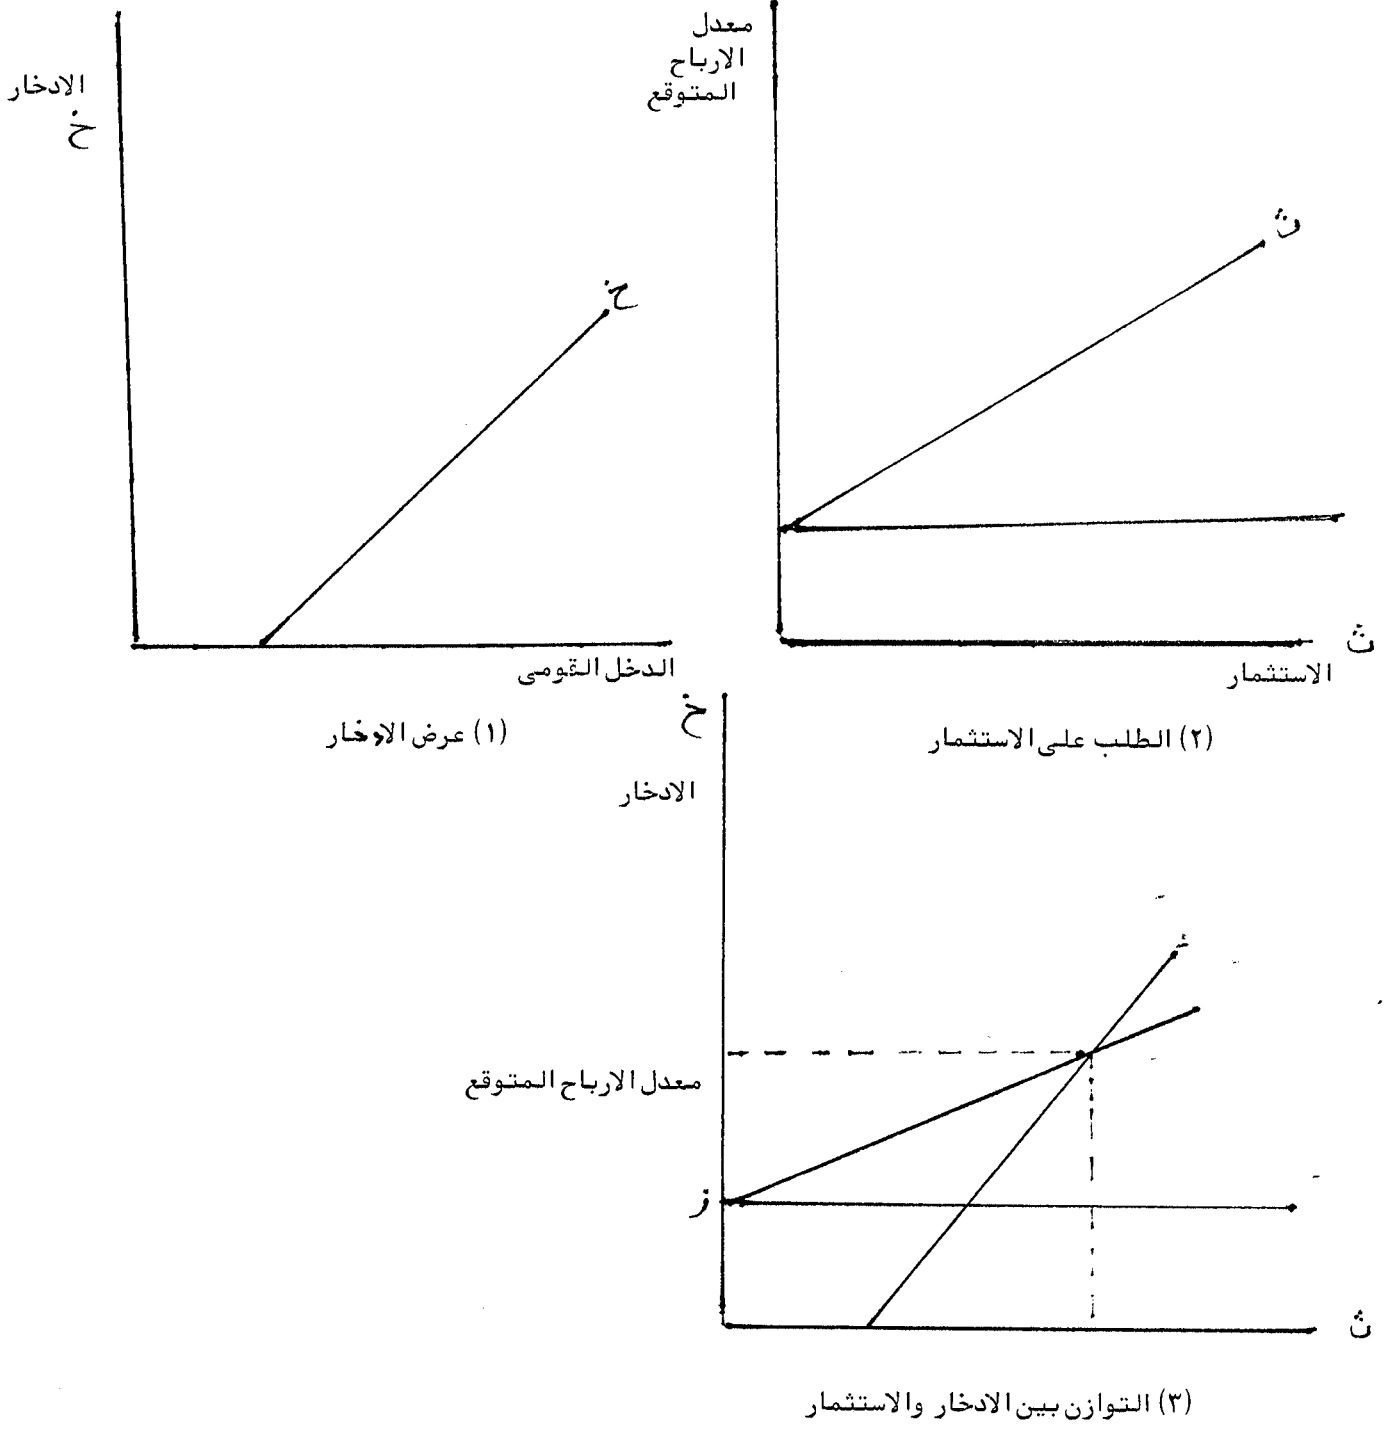 الادخار
خ
خ
الدخل القومى
(١) عرض الادخار
معدل
الارباح
المتوقع
ث
ث
الاستثمار
(٢) الطلب على الاستثمار
خ
الادخار
معدل الارباح المتوقع
ز
ث
(٣) التوازن بين الادخار والاستثمار